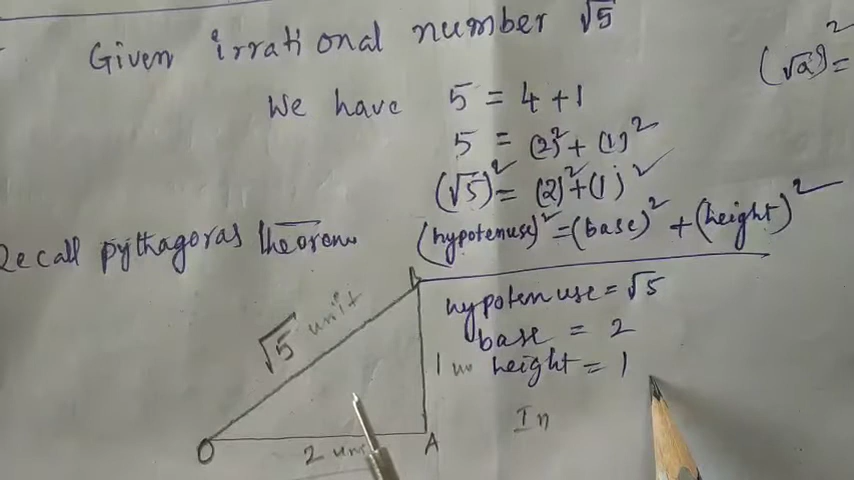 Given irrational number √5
(√a)² =
We have 5 = 4 + 1
5 = (2)² + (1)²
(√5)² = (2)² + (1)²
Recall pythagoras theorem (hypotenuse)² = (base)² + (height)²
hypotenuse = √5
√5 unit
base = 2
height = 1
1
In
O 2 A